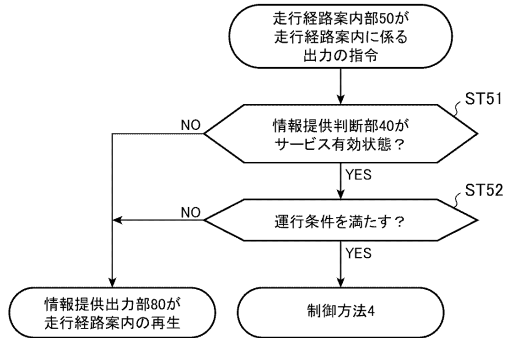 走行経路案内部50が
走行経路案内に係る
出力の指令
ST51
情報提供判断部40が
サービス有効状態？
NO
YES
ST52
運行条件を満たす？
NO
YES
情報提供出力部80が
走行経路案内の再生
制御方法4